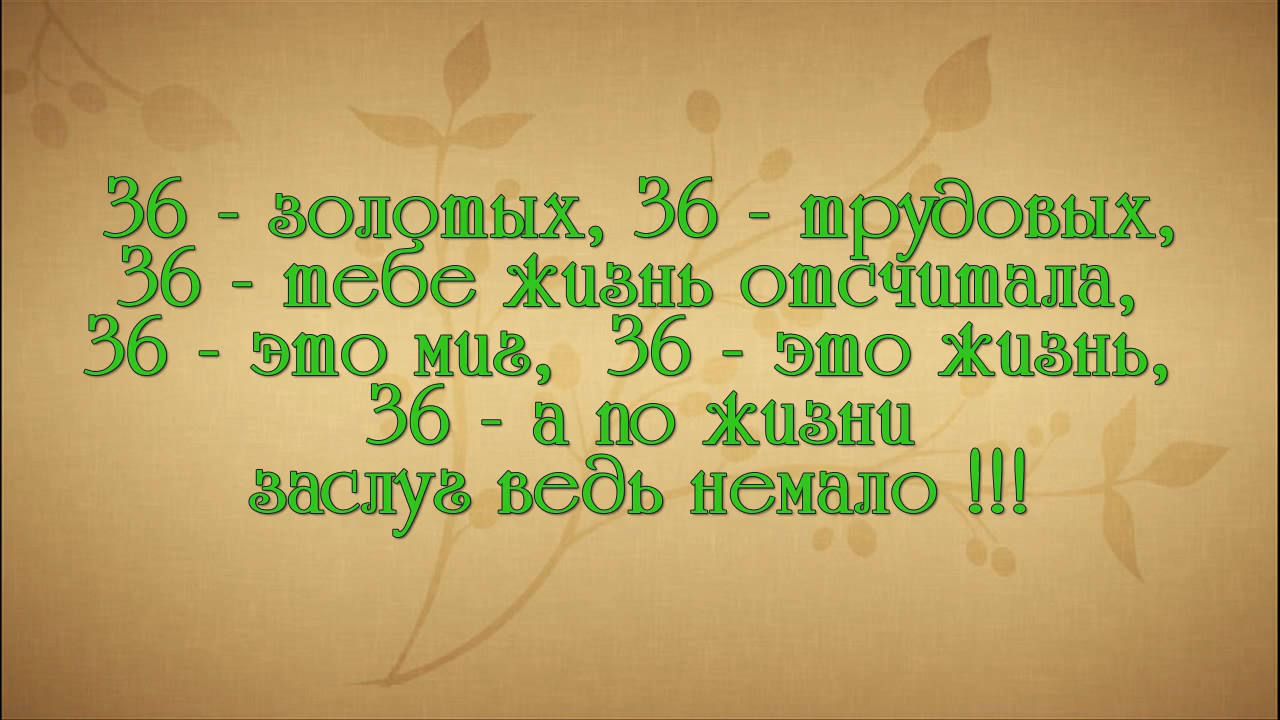 36 - золотых, 36 - трудовых,
36 - тебе жизнь отсчитала,
36 - это миг, 36 - это жизнь,
36 - а по жизни
заслуг ведь немало !!!